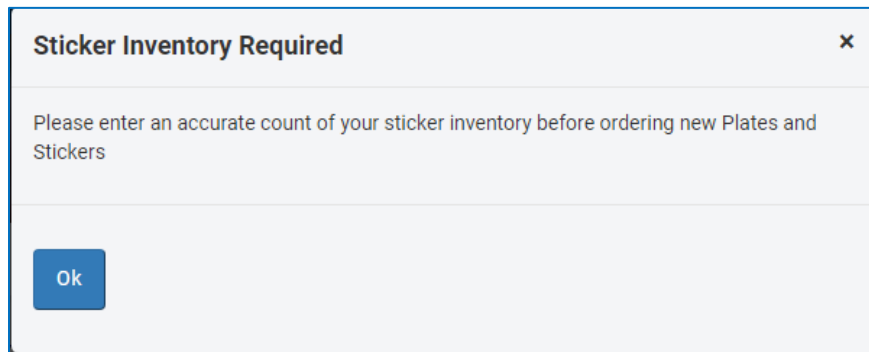 Sticker Inventory Required ×
Please enter an accurate count of your sticker inventory before ordering new Plates and
Stickers
Ok